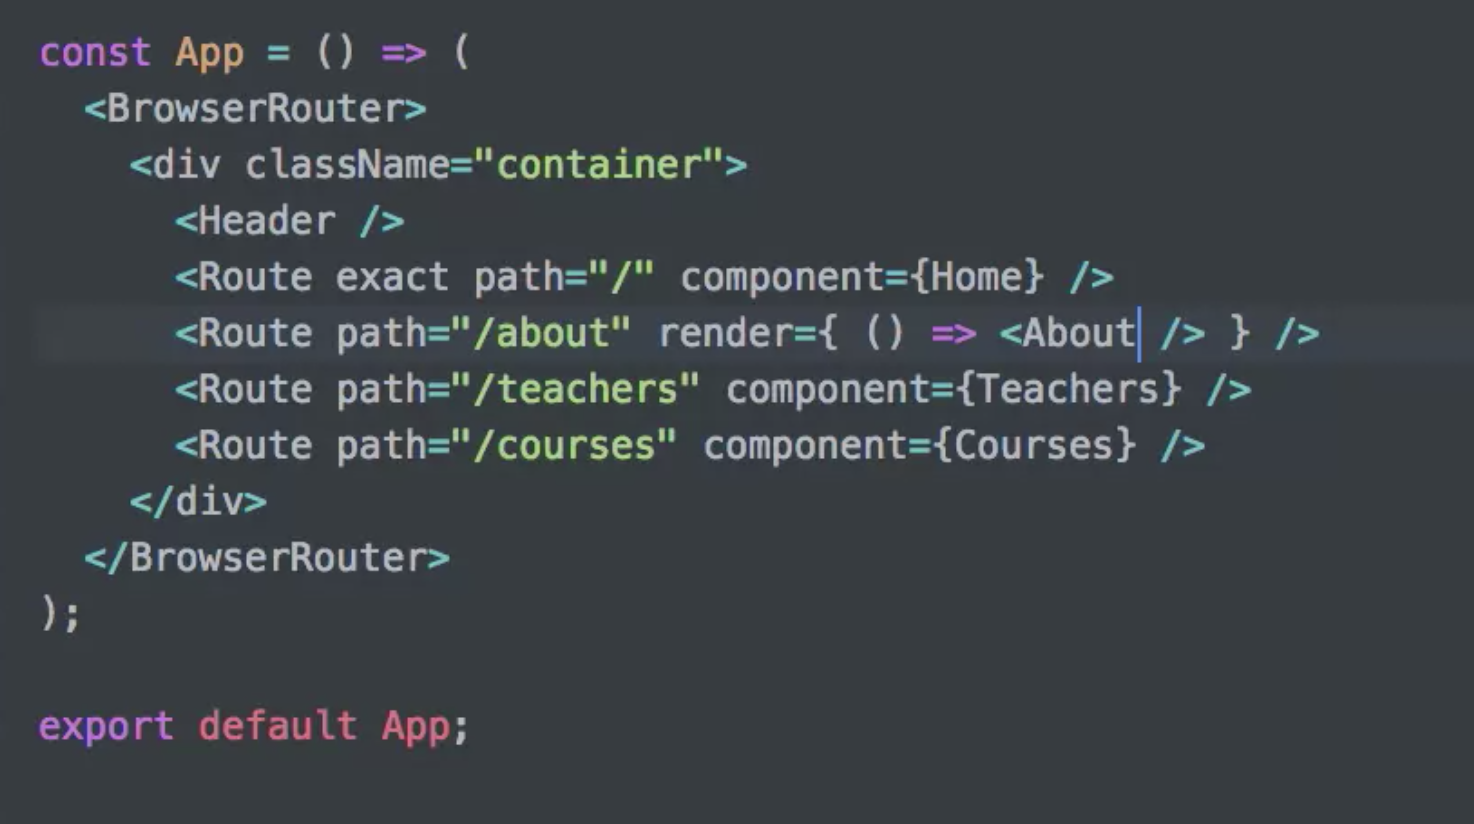 const App = () => (
  <BrowserRouter>
    <div className="container">
      <Header />
      <Route exact path="/" component={Home} />
      <Route path="/about" render={ () => <About /> } />
      <Route path="/teachers" component={Teachers} />
      <Route path="/courses" component={Courses} />
    </div>
  </BrowserRouter>
);

export default App;